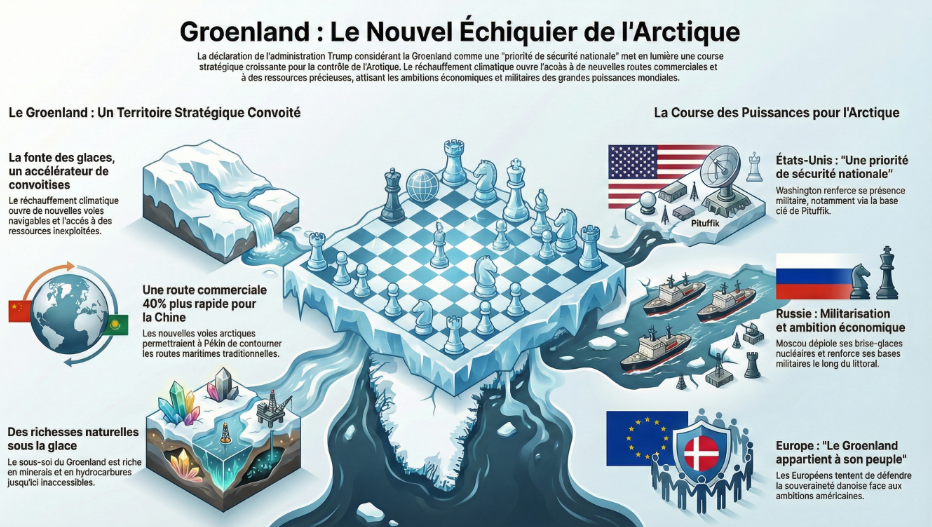 Groenland : Le Nouvel Échiquier de l'Arctique
La déclaration de l'administration Trump considérant la Groenland comme une "priorité de sécurité nationale" met en lumière une course
stratégique croissante pour la contrôle de l'Arotique. Le réchauffement climatique ouvre l'acoàs à de nouvelles routes commerciales et
à des ressources précieuses, attisant les ambitions économiques et militaires des grandes puissances mondiales.
Le Groenland : Un Territoire Stratégique Convoité
La fonte des glaces,
un accélérateur de
convoitises
Le réchauffement climatique
ouvre de nouvelles voies
navigables et l'accès à des
ressources inexploitées.
Une route commerciale
40% plus rapide pour
la Chine
Les nouvelles voies arctiques
permettraient à Pékin de contourner
les routes maritimes traditionnelles.
Des richesses naturelles
sous la glace
Le sous-soi du Groenland est riche
en minerais et en hydrocarbures
jusqu'ici inaccessibles.
La Course des Puissances pour l'Arctique
États-Unis : "Une priorité
de sécurité nationale"
Washington renforce se présence
militaire, notamment via la base
cié de Pituffik.
Pituffik
Russie : Militarisation
et ambition économique
Moscou dépioie ses brise-glaces
nucléaires et renforce ses bases
militaires le long du littoral.
Europe : "Le Groenland
appartient à son peuple"
Les Européens tentent de défendre
la souveraineté danoise face aux
ambitions américaines.